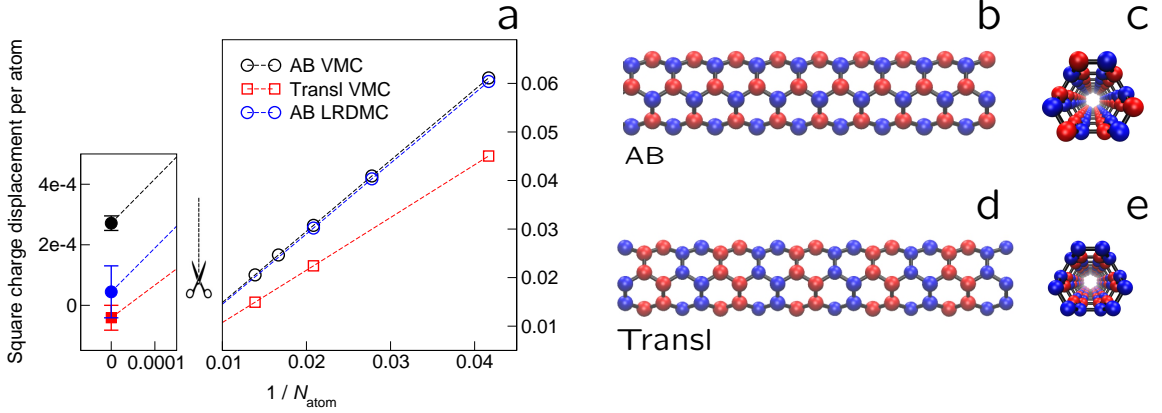 a
b
c
AB VMC
Transl VMC
AB LRDMC
Square charge displacement per atom
4e-4
2e-4
0
0
0.0001
0.06
0.05
0.04
0.03
0.02
0.01
0.01
0.02
0.03
0.04
1 / Natom
AB
d
e
Transl